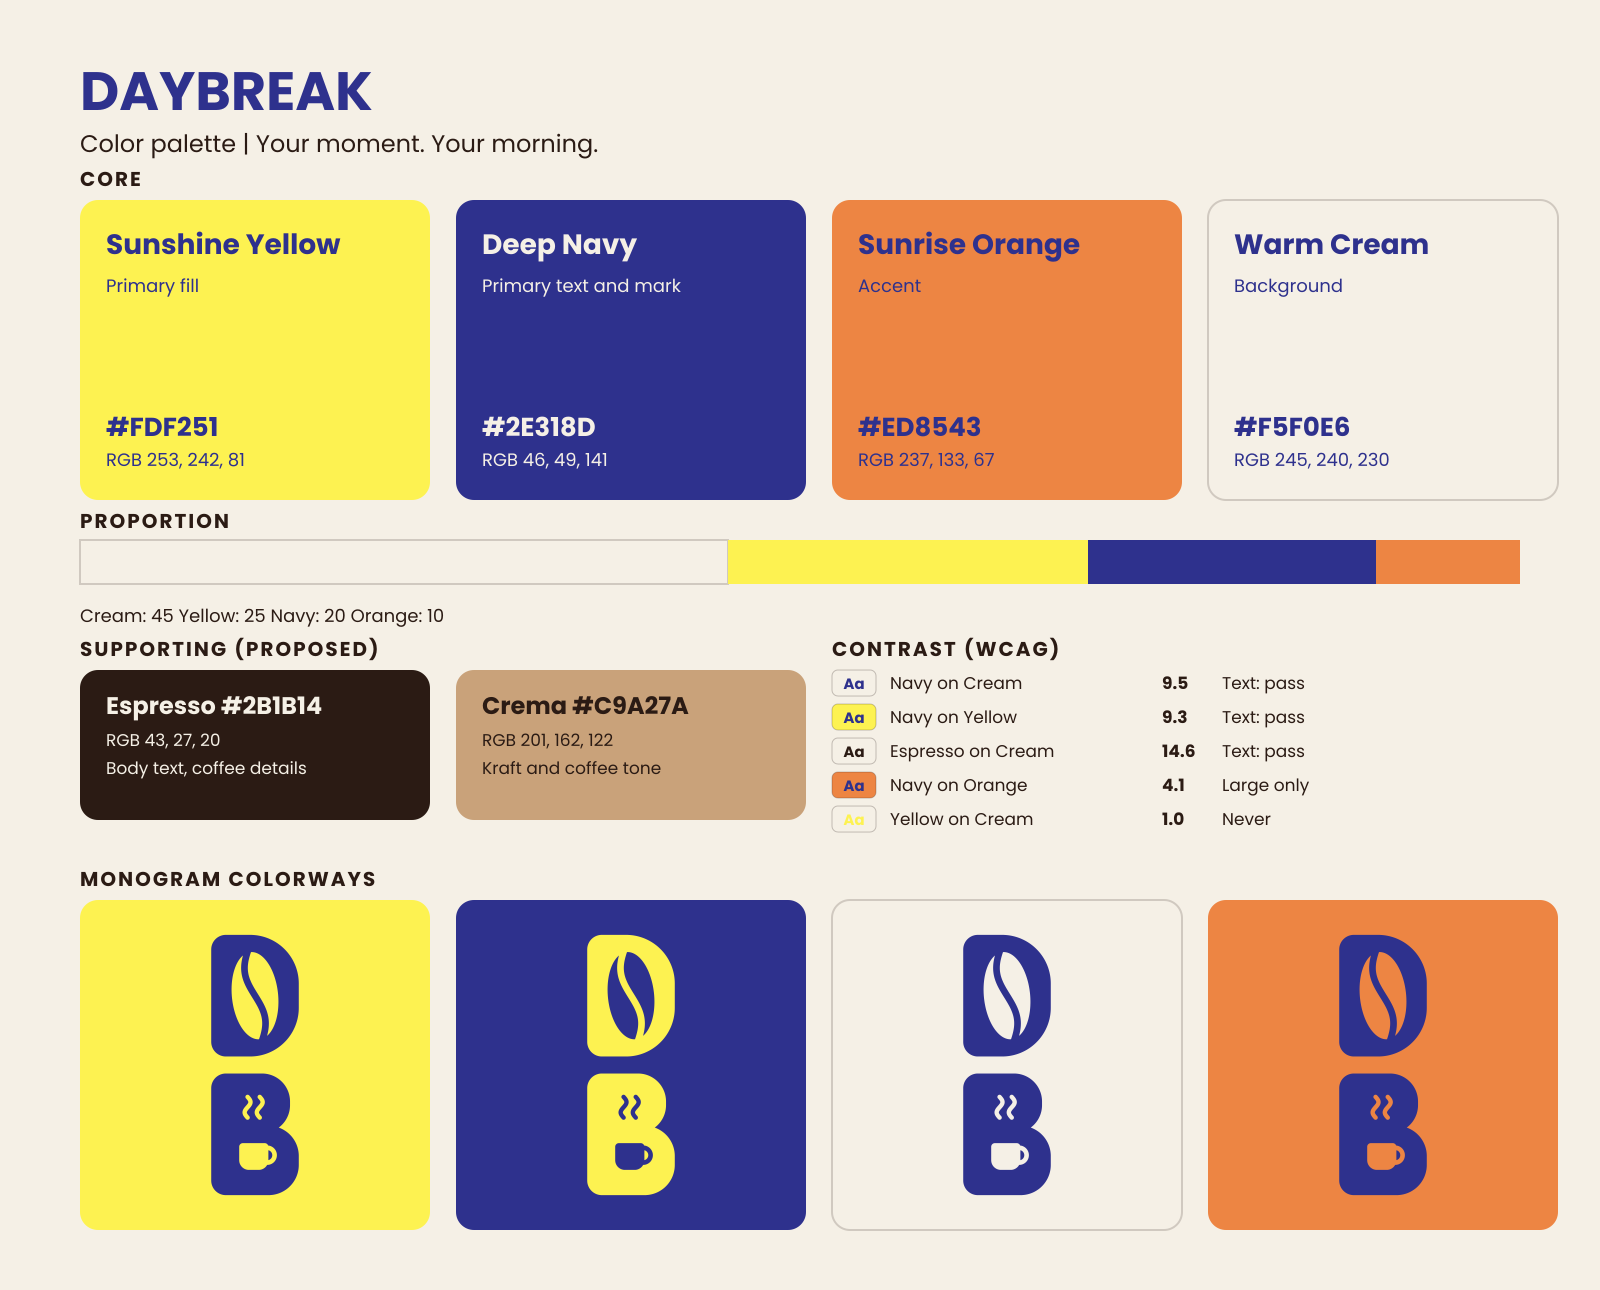 DAYBREAK
Color palette | Your moment. Your morning.
CORE
Sunshine Yellow
Primary fill
#FDF251
RGB 253, 242, 81
Deep Navy
Primary text and mark
#2E318D
RGB 46, 49, 141
Sunrise Orange
Accent
#ED8543
RGB 237, 133, 67
Warm Cream
Background
#F5F0E6
RGB 245, 240, 230
PROPORTION
Cream: 45 Yellow: 25 Navy: 20 Orange: 10
SUPPORTING (PROPOSED)
Espresso #2B1B14
RGB 43, 27, 20
Body text, coffee details
Crema #C9A27A
RGB 201, 162, 122
Kraft and coffee tone
CONTRAST (WCAG)
Aa Navy on Cream 9.5 Text: pass
Aa Navy on Yellow 9.3 Text: pass
Aa Espresso on Cream 14.6 Text: pass
Aa Navy on Orange 4.1 Large only
Aa Yellow on Cream 1.0 Never
MONOGRAM COLORWAYS
D D D D
B B B B